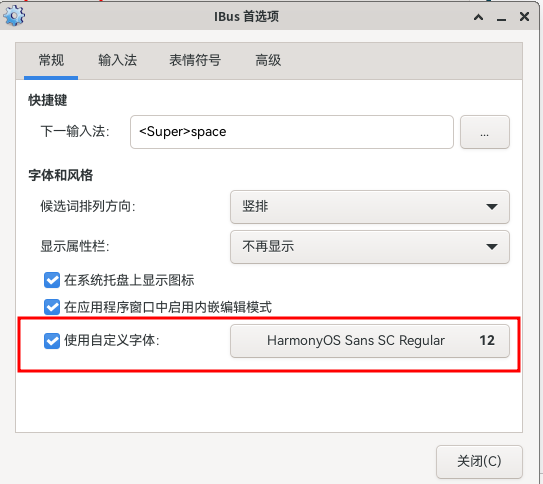 IBus 首选项
常规 输入法 表情符号 高级
快捷键
下一输入法: <Super>space ...
字体和风格
候选词排列方向: 竖排
显示属性栏: 不再显示
在系统托盘上显示图标
在应用程序窗口中启用内嵌编辑模式
使用自定义字体: HarmonyOS Sans SC Regular 12
关闭(C)